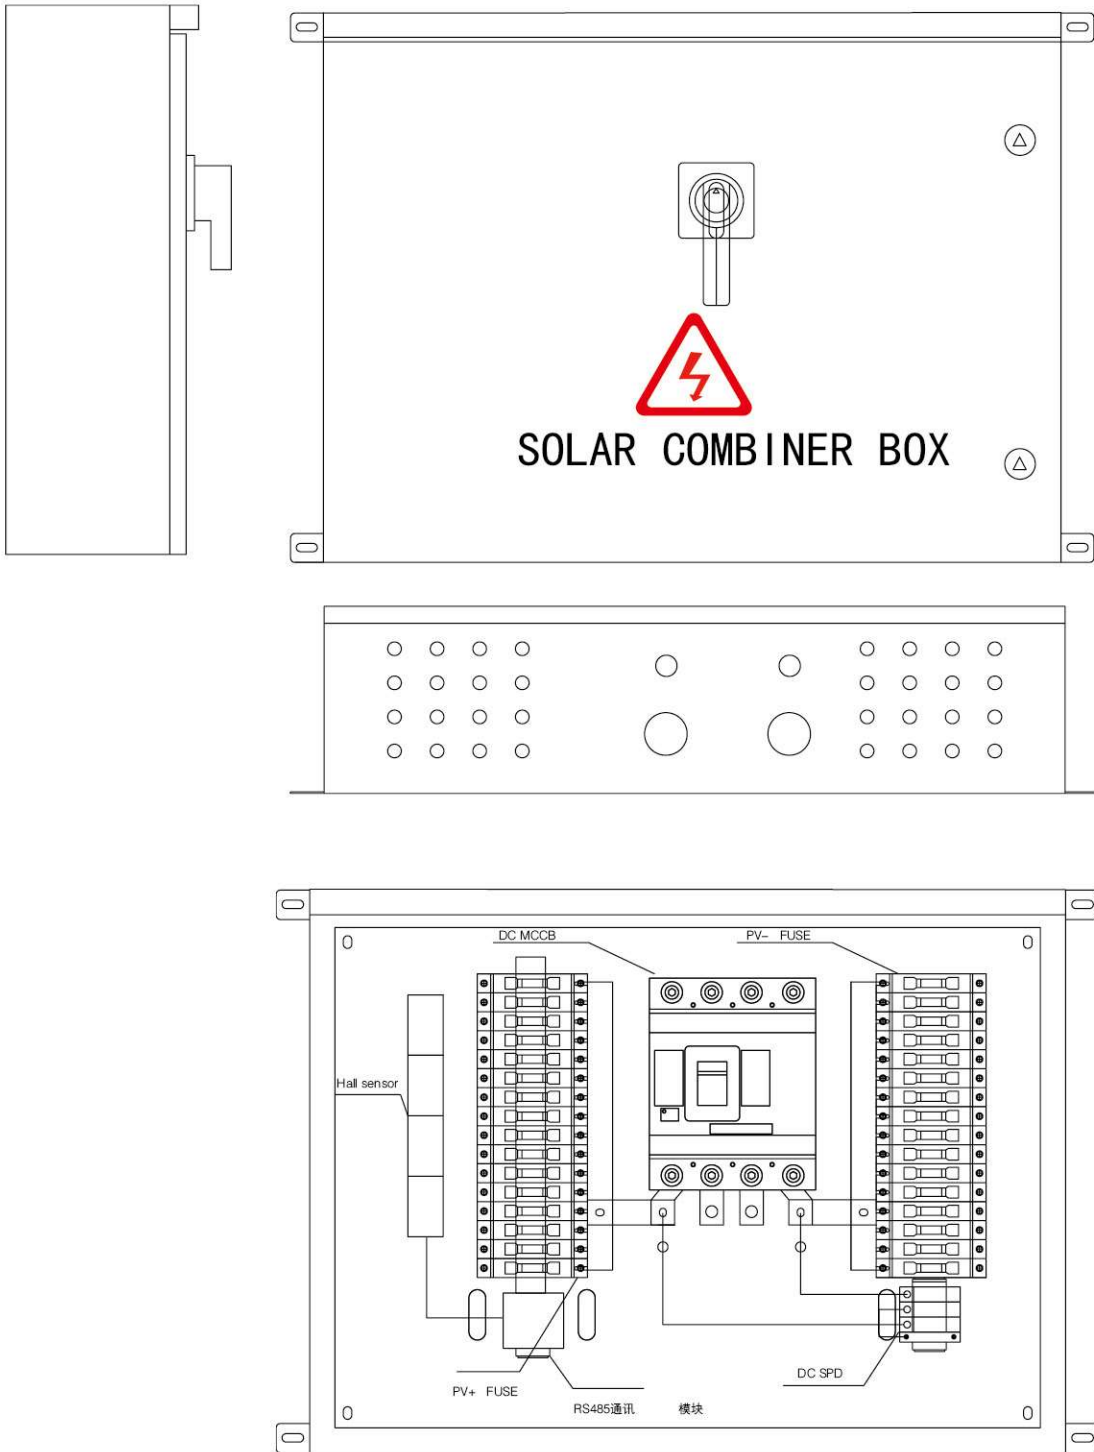 SOLAR COMBINER BOX
DC MCCB
PV- FUSE
Hall sensor
DC SPD
PV+ FUSE
RS485通讯 模块